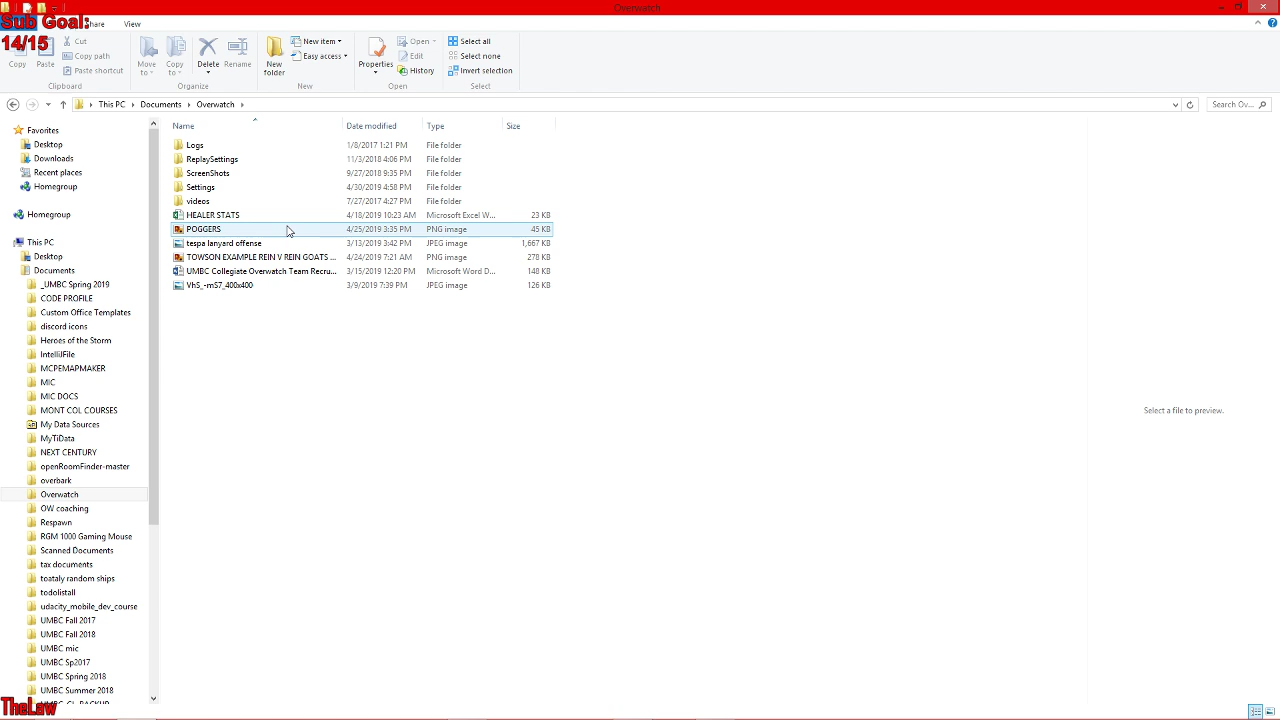 Overwatch
Sub Goal:
14/15
Share
View
Copy
Paste
Cut
Copy path
Paste shortcut
Clipboard
Move to
Copy to
Delete
Rename
Organize
New folder
New item
Easy access
New
Properties
Open
Edit
History
Open
Select all
Select none
Invert selection
Select
This PC
Documents
Overwatch
Search Ov...
Name Date modified Type Size
Logs 1/8/2017 1:21 PM File folder
ReplaySettings 11/3/2018 4:06 PM File folder
ScreenShots 9/27/2018 9:35 PM File folder
Settings 4/30/2019 4:58 PM File folder
videos 7/27/2017 4:27 PM File folder
HEALER STATS 4/18/2019 10:23 AM Microsoft Excel W... 23 KB
POGGERS 4/25/2019 3:35 PM PNG image 45 KB
tespa lanyard offense 3/13/2019 3:42 PM JPEG image 1,667 KB
TOWSON EXAMPLE REIN V REIN GOATS ... 4/24/2019 7:21 AM PNG image 278 KB
UMBC Collegiate Overwatch Team Recru... 3/15/2019 12:20 PM Microsoft Word D... 148 KB
VhS_-mS7_400x400 3/9/2019 7:39 PM JPEG image 126 KB
Favorites
Desktop
Downloads
Recent places
Homegroup
Homegroup
This PC
Desktop
Documents
_UMBC Spring 2019
CODE PROFILE
Custom Office Templates
discord icons
Heroes of the Storm
IntelliJFile
MCPEMAPMAKER
MIC
MIC DOCS
MONT COL COURSES
My Data Sources
MyTiData
NEXT CENTURY
openRoomFinder-master
overbark
Overwatch
OW coaching
Respawn
RGM 1000 Gaming Mouse
Scanned Documents
tax documents
toataly random ships
todolistall
udacity_mobile_dev_course
UMBC Fall 2017
UMBC Fall 2018
UMBC mic
UMBC Sp2017
UMBC Spring 2018
UMBC Summer 2018
Select a file to preview.
TheLaw